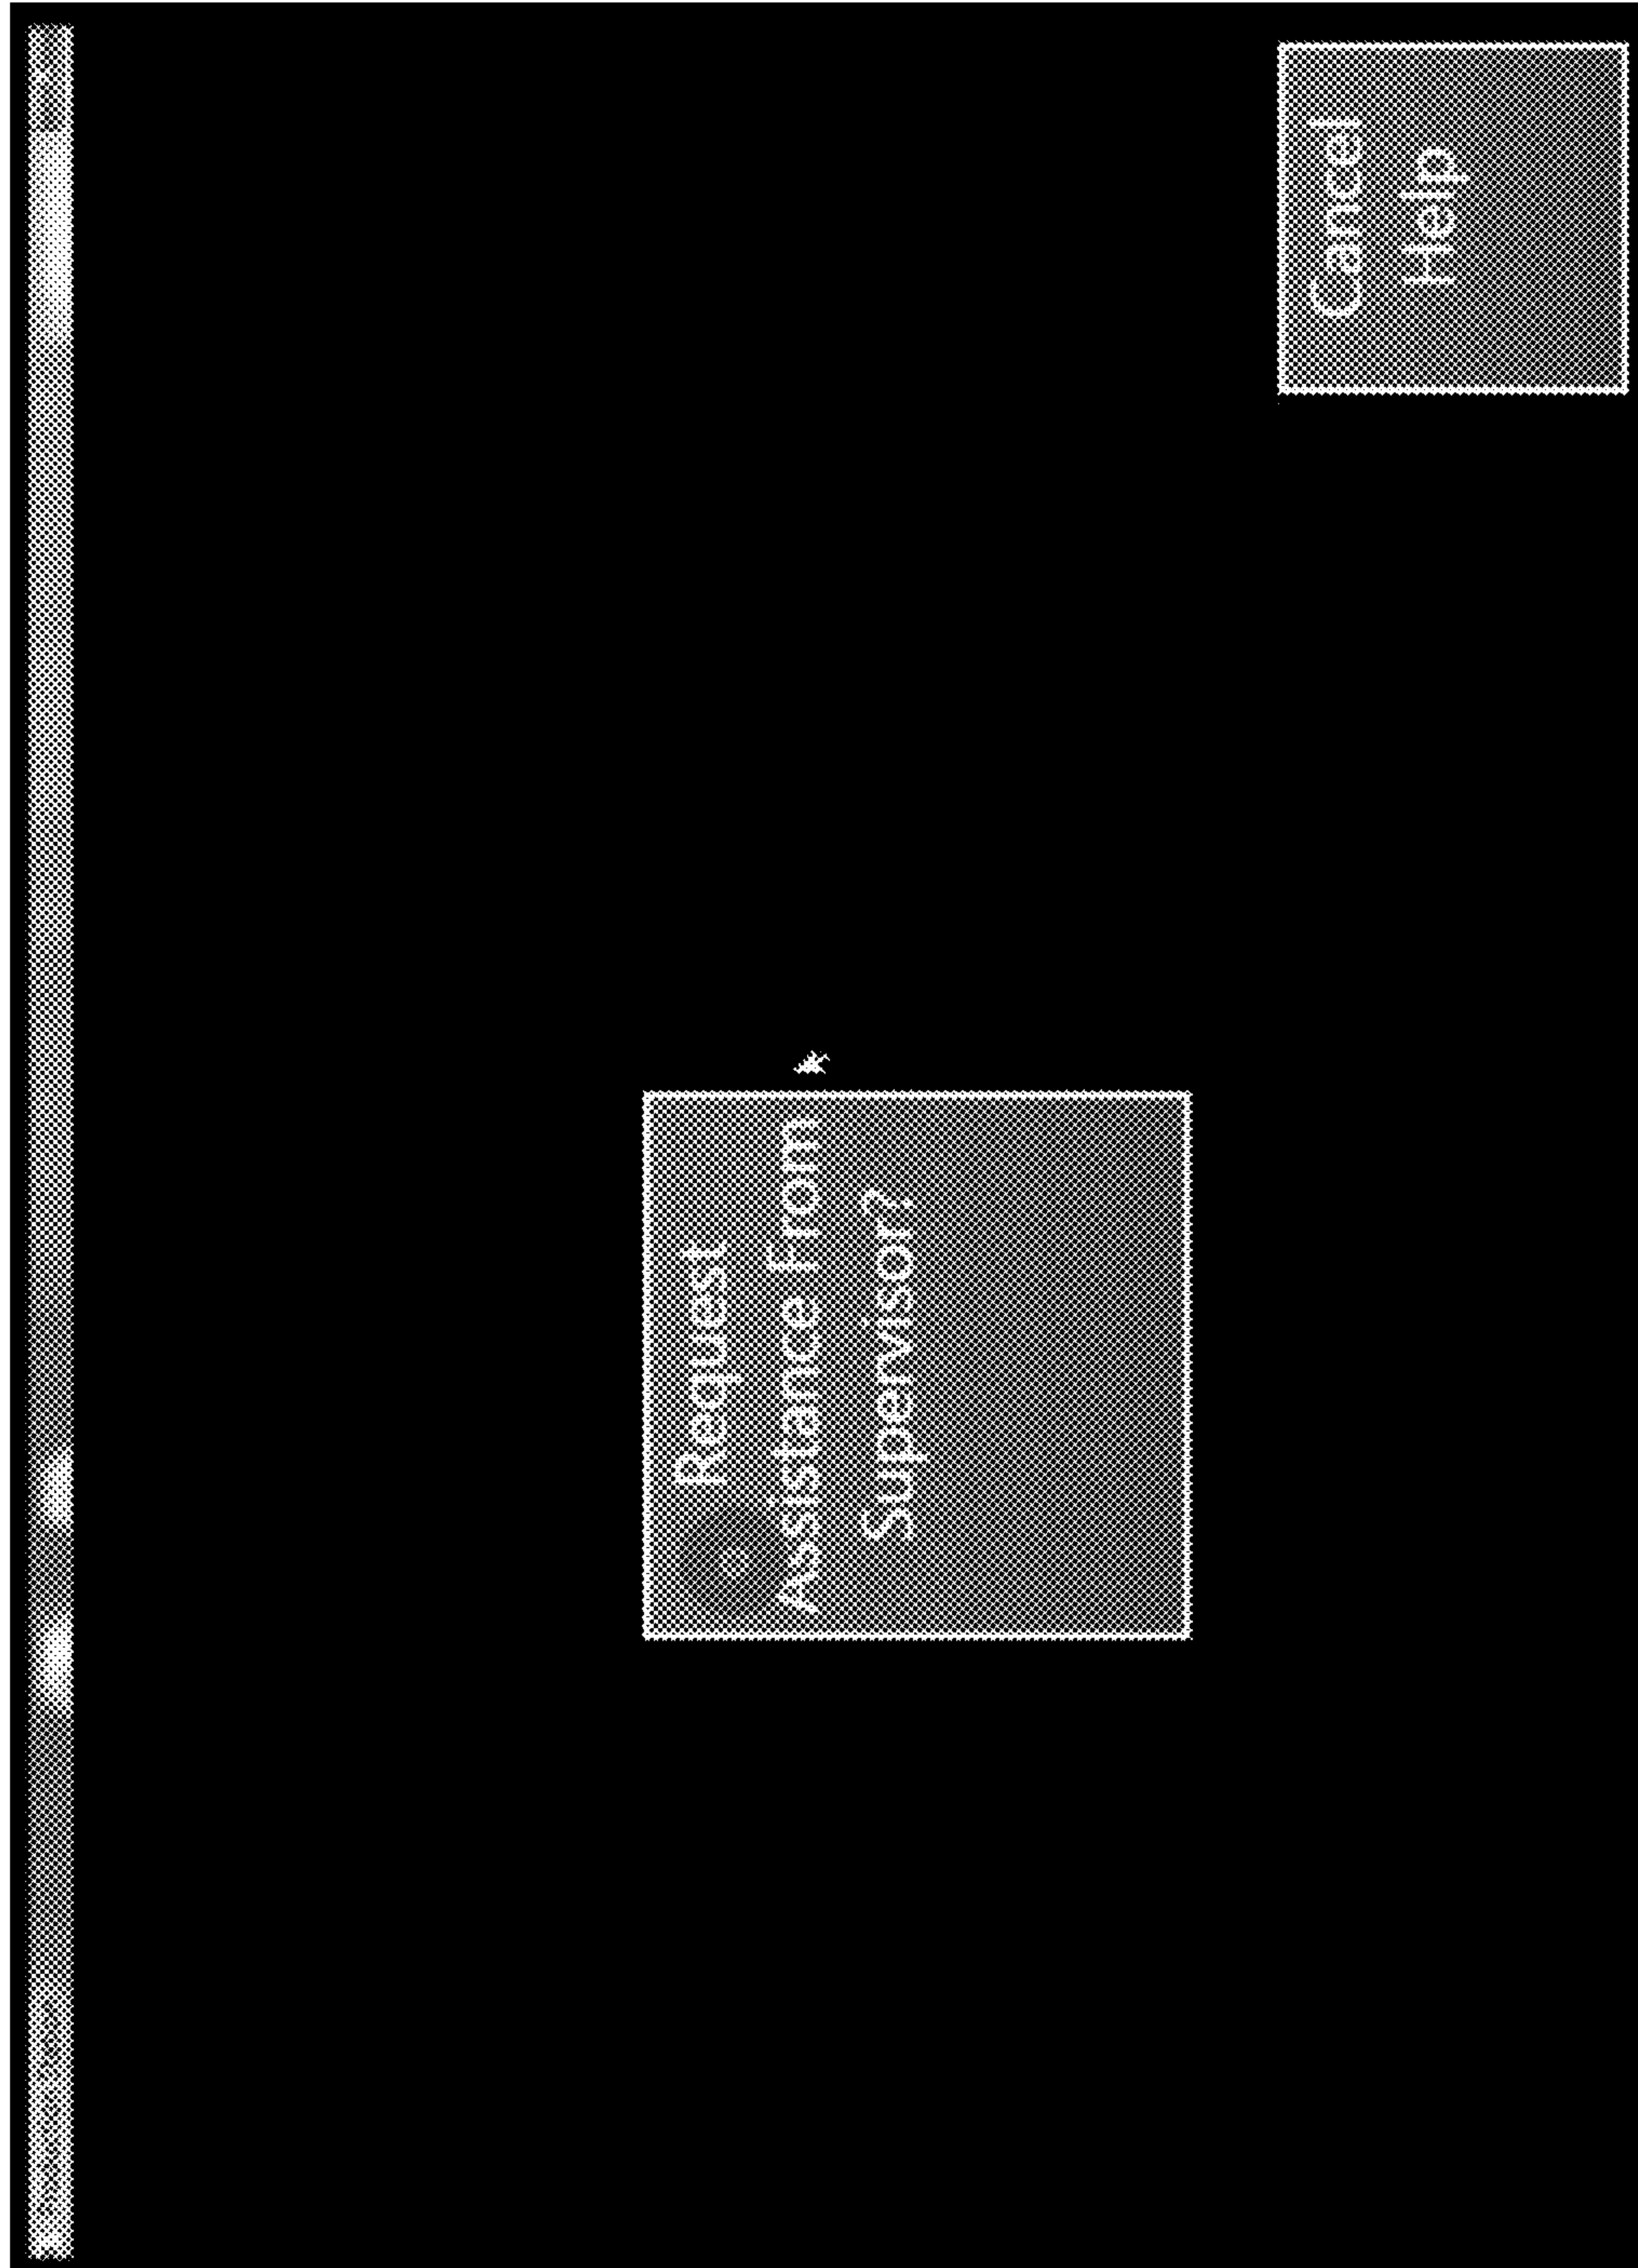 Request
Assistance From
Supervisor?
Cancel
Help